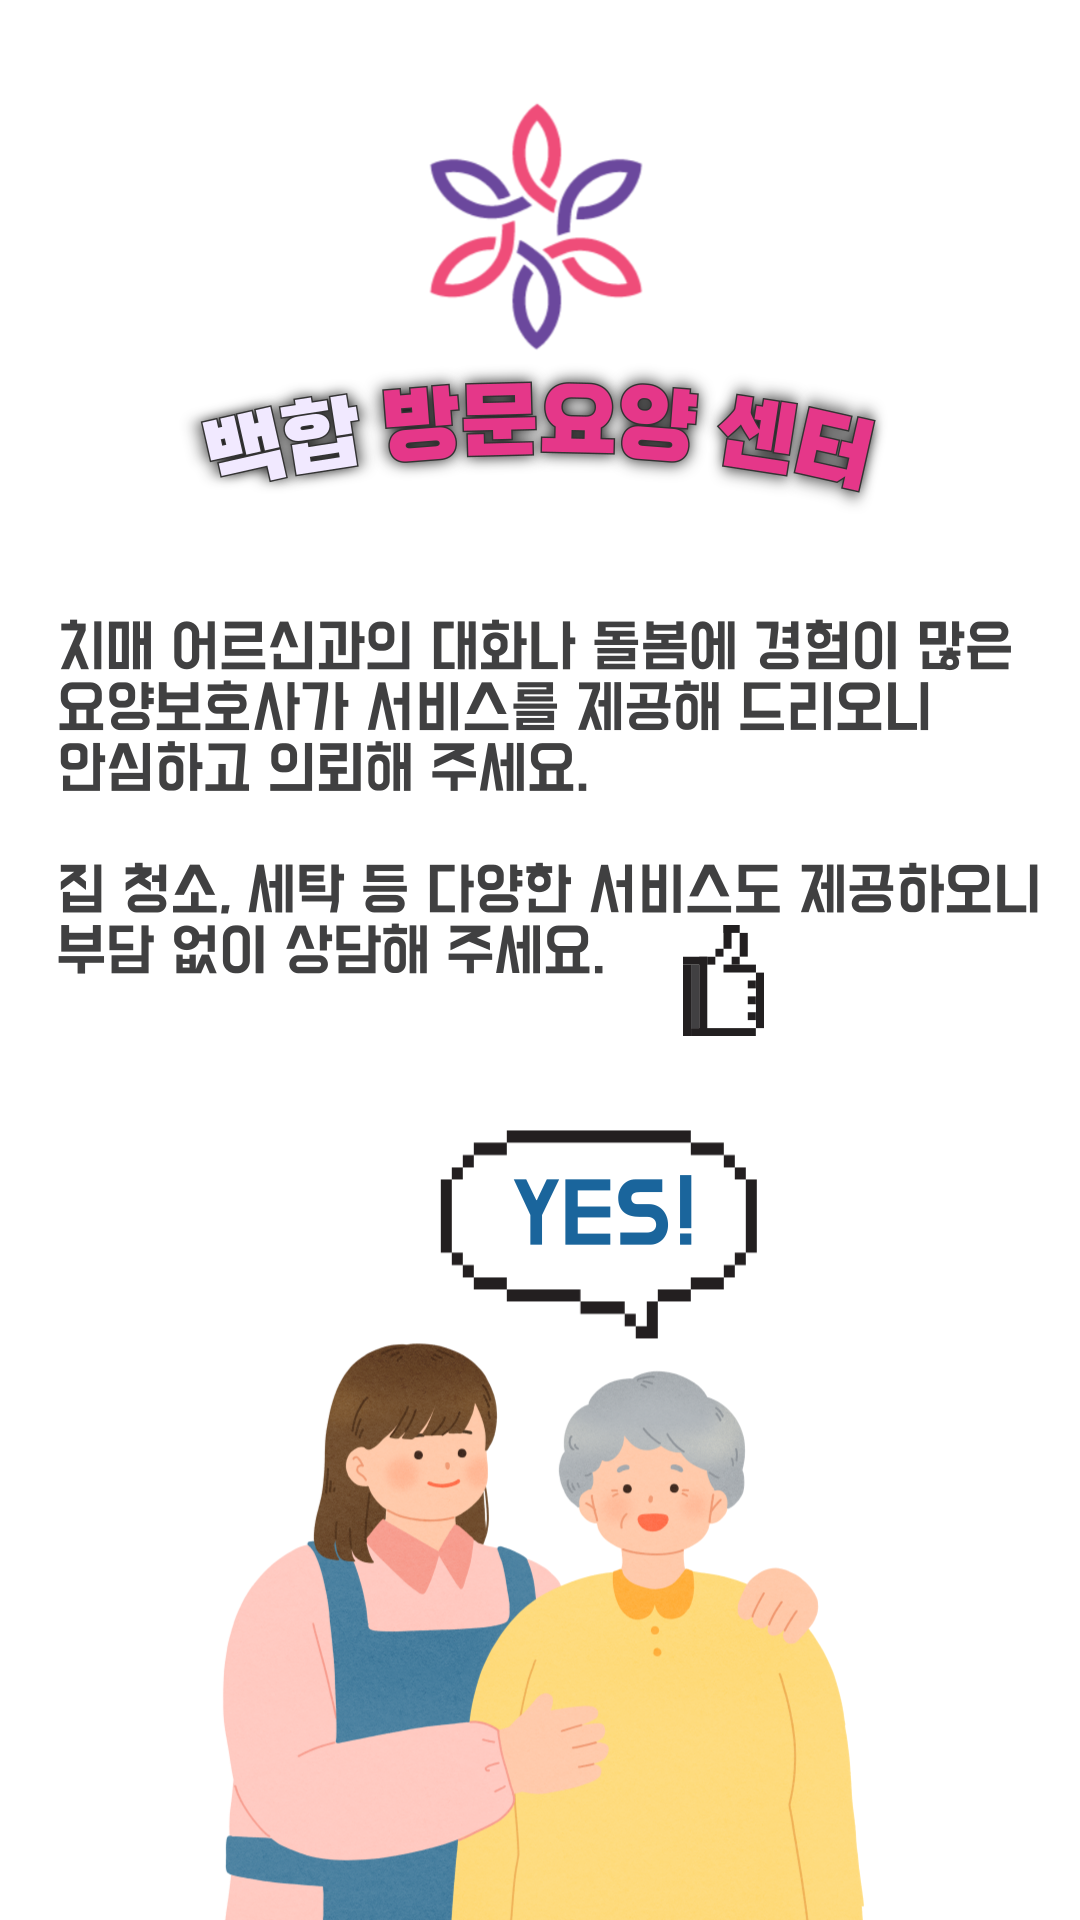 백합 방문요양 센터
치매 어르신과의 대화나 돌봄에 경험이 많은
요양보호사가 서비스를 제공해 드리오니
안심하고 의뢰해 주세요.
집 청소, 세탁 등 다양한 서비스도 제공하오니
부담 없이 상담해 주세요.
YES!